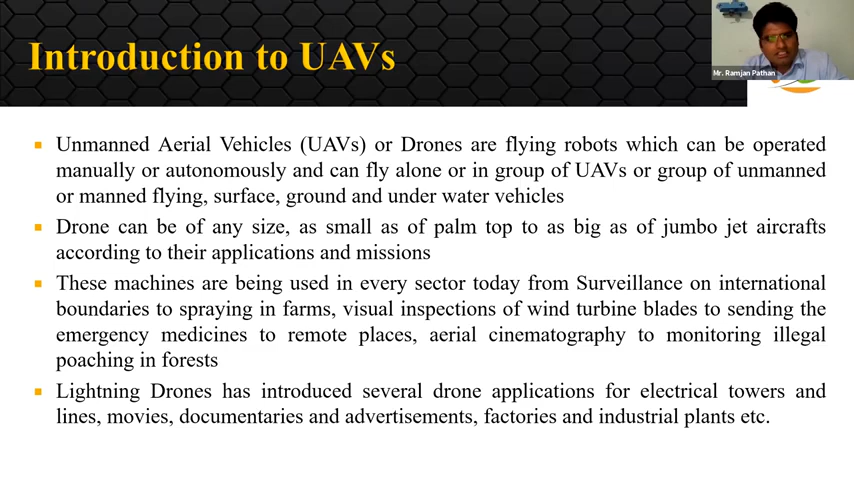 Introduction to UAVs
Mr. Ramjan Pathan
Unmanned Aerial Vehicles (UAVs) or Drones are flying robots which can be operated
manually or autonomously and can fly alone or in group of UAVs or group of unmanned
or manned flying, surface, ground and under water vehicles
Drone can be of any size, as small as of palm top to as big as of jumbo jet aircrafts
according to their applications and missions
These machines are being used in every sector today from Surveillance on international
boundaries to spraying in farms, visual inspections of wind turbine blades to sending the
emergency medicines to remote places, aerial cinematography to monitoring illegal
poaching in forests
Lightning Drones has introduced several drone applications for electrical towers and
lines, movies, documentaries and advertisements, factories and industrial plants etc.